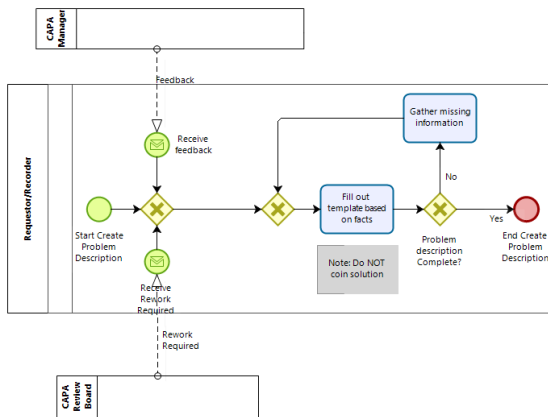 CAPA
Manager
Feedback
Requestor/Recorder
Receive
feedback
Gather missing
information
No
Start Create
Problem
Description
Fill out
template based
on facts
Problem
description
Complete?
Yes
End Create
Problem
Description
Note: Do NOT
coin solution
Receive
Rework
Required
Rework
Required
CAPA
Review
Board